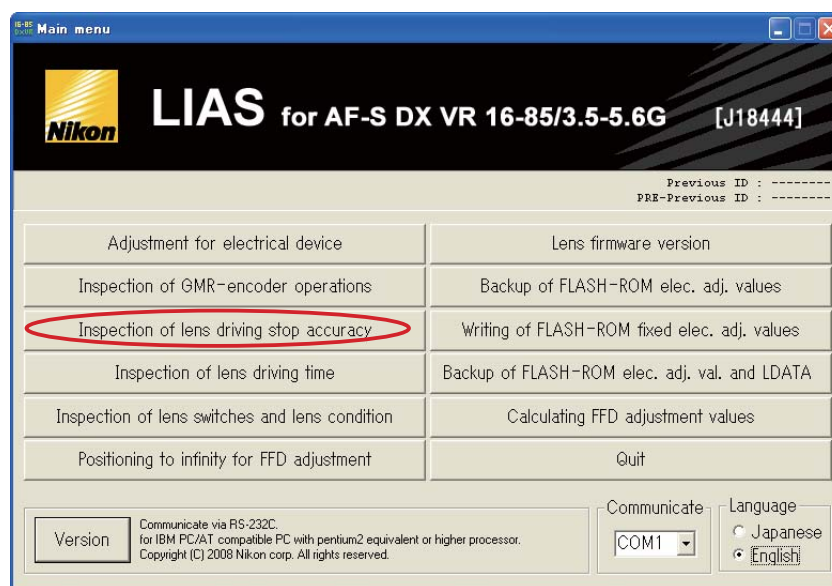 16-85
DXVR Main menu
Nikon
LIAS for AF-S DX VR 16-85/3.5-5.6G [J18444]
Previous ID : --------
PRE-Previous ID : --------
Adjustment for electrical device
Lens firmware version
Inspection of GMR-encoder operations
Backup of FLASH-ROM elec. adj. values
Inspection of lens driving stop accuracy
Writing of FLASH-ROM fixed elec. adj. values
Inspection of lens driving time
Backup of FLASH-ROM elec. adj. val. and LDATA
Inspection of lens switches and lens condition
Calculating FFD adjustment values
Positioning to infinity for FFD adjustment
Quit
Version
Communicate via RS-232C.
for IBM PC/AT compatible PC with pentium2 equivalent or higher processor.
Copyright (C) 2008 Nikon corp. All rights reserved.
Communicate
COM1
Language
Japanese
English